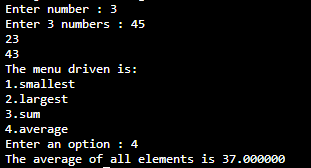 Enter number : 3
Enter 3 numbers : 45
23
43
The menu driven is:
1.smallest
2.largest
3.sum
4.average
Enter an option : 4
The average of all elements is 37.000000